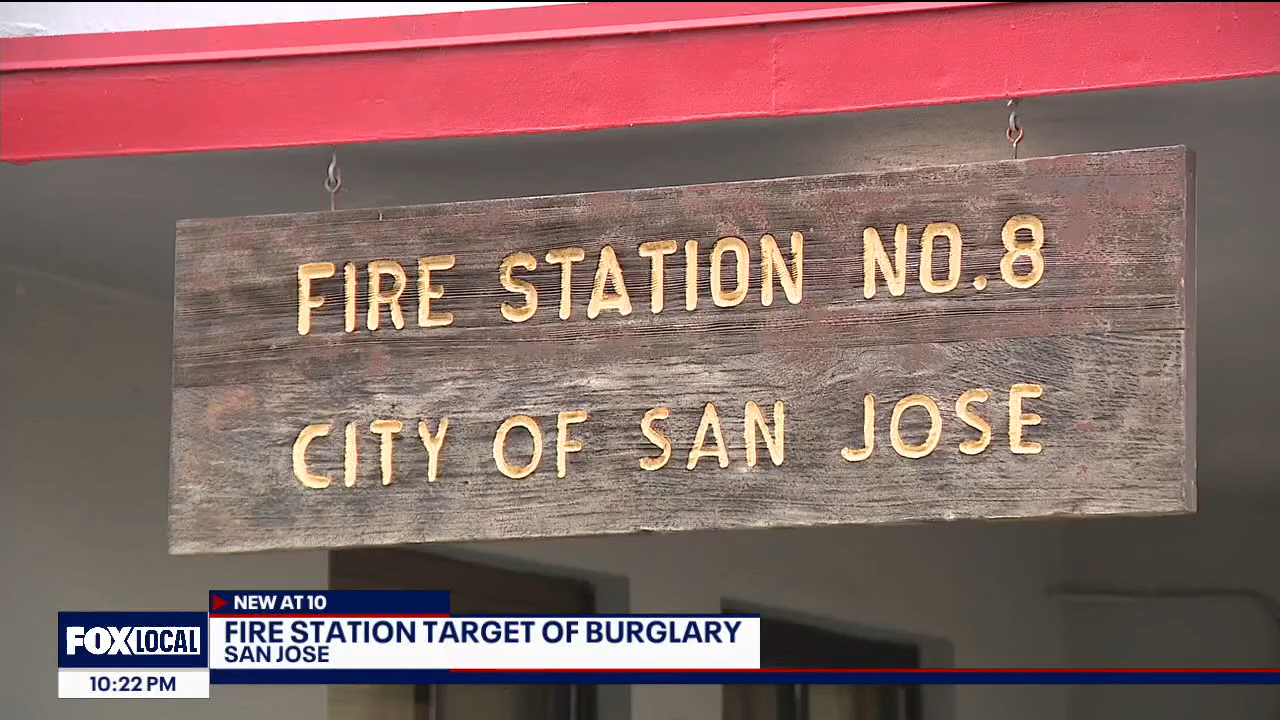 FIRE STATION NO.8
CITY OF SAN JOSE
NEW AT 10
FIRE STATION TARGET OF BURGLARY
SAN JOSE
FOX LOCAL
10:22 PM